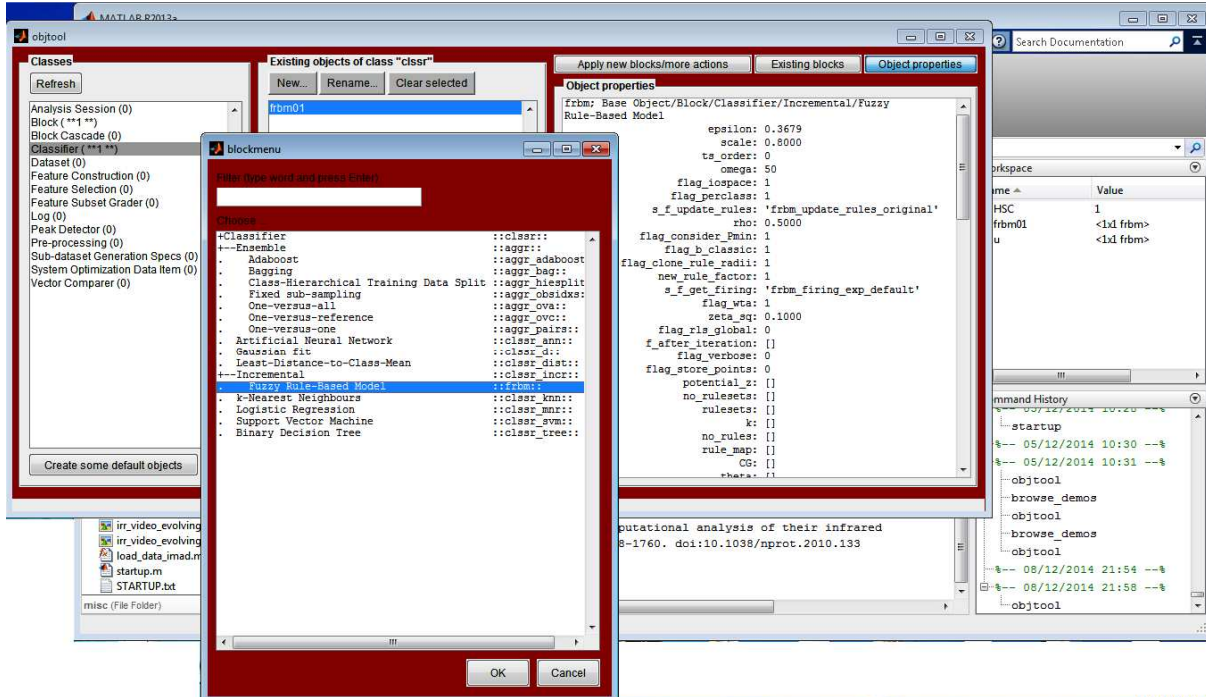 MATLAB R2013a
objtool
Search Documentation
Classes
Refresh
Analysis Session (0)
Block ( **1 **)
Block Cascade (0)
Classifier ( **1 **)
Dataset (0)
Feature Construction (0)
Feature Selection (0)
Feature Subset Grader (0)
Log (0)
Peak Detector (0)
Pre-processing (0)
Sub-dataset Generation Specs (0)
System Optimization Data Item (0)
Vector Comparer (0)
Create some default objects
Existing objects of class "clssr"
New... Rename... Clear selected
frbm01
Apply new blocks/more actions Existing blocks Object properties
Object properties
frbm; Base Object/Block/Classifier/Incremental/Fuzzy
Rule-Based Model
epsilon: 0.3679
scale: 0.8000
ts_order: 0
omega: 50
flag_iospace: 1
flag_perclass: 1
s_f_update_rules: 'frbm_update_rules_original'
rho: 0.5000
flag_consider_Pmin: 1
flag_b_classic: 1
flag_clone_rule_radii: 1
new_rule_factor: 1
s_f_get_firing: 'frbm_firing_exp_default'
flag_wta: 1
zeta_sq: 0.1000
flag_rls_global: 0
f_after_iteration: []
flag_verbose: 0
flag_store_points: 0
potential_z: []
no_rulesets: []
rulesets: []
k: []
no_rules: []
rule_map: []
CG: []
theta: []
blockmenu
Filter (type word and press Enter)
Choose
+Classifier ::clssr::
+--Ensemble ::aggr::
. Adaboost ::aggr_adaboost
. Bagging ::aggr_bag::
. Class-Hierarchical Training Data Split ::aggr_hiesplit
. Fixed sub-sampling ::aggr_obsidxs:
. One-versus-all ::aggr_ova::
. One-versus-reference ::aggr_ovc::
. One-versus-one ::aggr_pairs::
. Artificial Neural Network ::clssr_ann::
. Gaussian fit ::clssr_d::
. Least-Distance-to-Class-Mean ::clssr_dist::
+--Incremental ::clssr_incr::
. Fuzzy Rule-Based Model ::frbm::
. k-Nearest Neighbours ::clssr_knn::
. Logistic Regression ::clssr_mnr::
. Support Vector Machine ::clssr_svm::
. Binary Decision Tree ::clssr_tree::
OK Cancel
orkspace
ame Value
HSC 1
frbm01 <1x1 frbm>
u <1x1 frbm>
ommand History
%-- 05/12/2014 10:28 --%
startup
%-- 05/12/2014 10:30 --%
%-- 05/12/2014 10:31 --%
objtool
browse_demos
objtool
browse_demos
objtool
%-- 08/12/2014 21:54 --%
%-- 08/12/2014 21:58 --%
objtool
irr_video_evolving
irr_video_evolving
load_data_imad.m
startup.m
STARTUP.txt
misc (File Folder)
putational analysis of their infrared
8-1760. doi:10.1038/nprot.2010.133